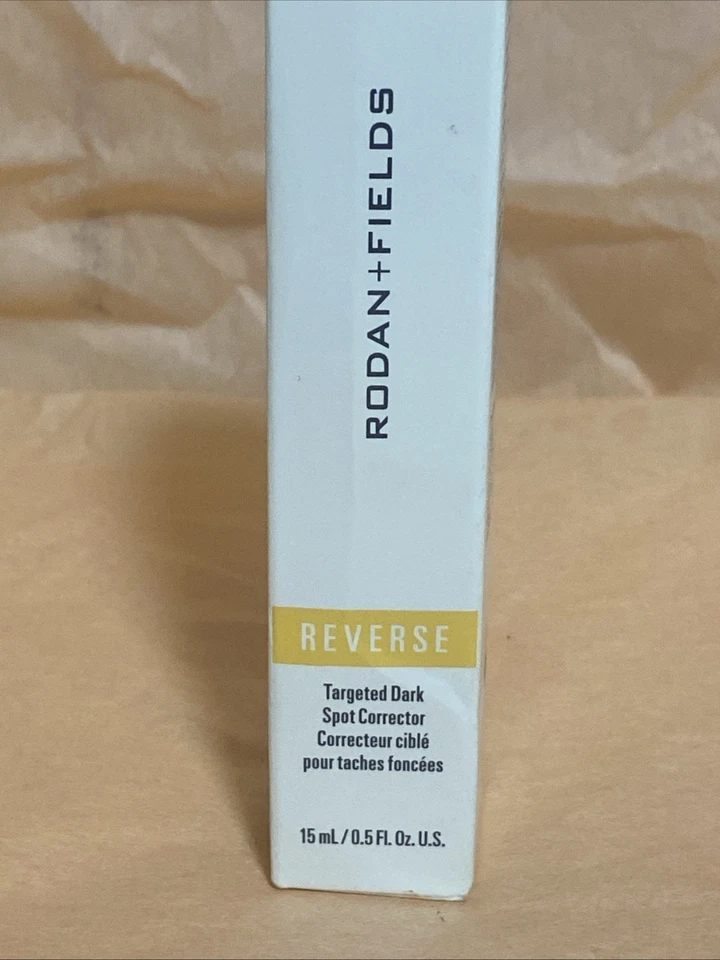 RODAN+FIELDS
REVERSE
Targeted Dark
Spot Corrector
Correcteur ciblé
pour taches foncées
15 mL / 0.5 Fl. Oz. U.S.